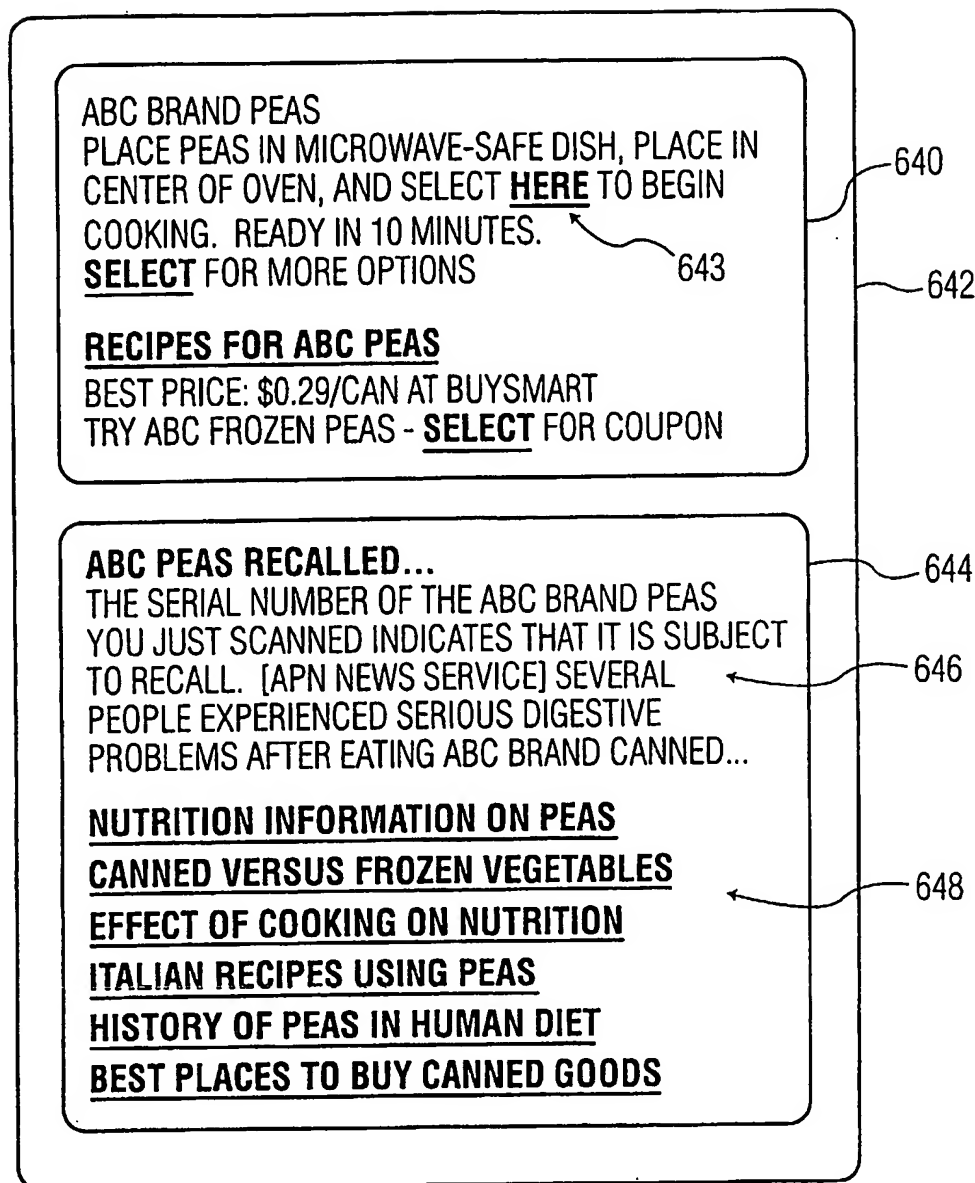 ABC BRAND PEAS
PLACE PEAS IN MICROWAVE-SAFE DISH, PLACE IN
CENTER OF OVEN, AND SELECT HERE TO BEGIN
COOKING. READY IN 10 MINUTES.
SELECT FOR MORE OPTIONS
RECIPES FOR ABC PEAS
BEST PRICE: $0.29/CAN AT BUYSMART
TRY ABC FROZEN PEAS - SELECT FOR COUPON
640
643
642
ABC PEAS RECALLED...
THE SERIAL NUMBER OF THE ABC BRAND PEAS
YOU JUST SCANNED INDICATES THAT IT IS SUBJECT
TO RECALL. [APN NEWS SERVICE] SEVERAL
PEOPLE EXPERIENCED SERIOUS DIGESTIVE
PROBLEMS AFTER EATING ABC BRAND CANNED...
644
646
NUTRITION INFORMATION ON PEAS
CANNED VERSUS FROZEN VEGETABLES
EFFECT OF COOKING ON NUTRITION
ITALIAN RECIPES USING PEAS
HISTORY OF PEAS IN HUMAN DIET
BEST PLACES TO BUY CANNED GOODS
648